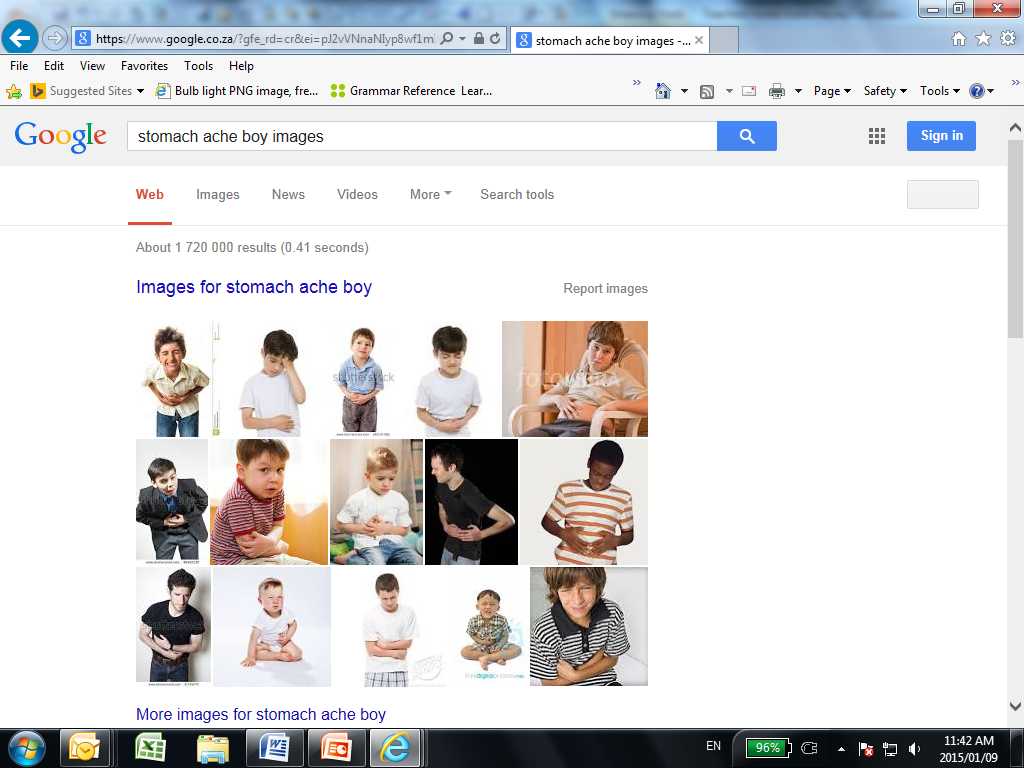 https://www.google.co.za/?gfe_rd=cr&ei=pJ2vVNnaNIyp8wf1m
stomach ache boy images -...
File Edit View Favorites Tools Help
Suggested Sites Bulb light PNG image, fre... Grammar Reference Lear... Page Safety Tools
Google stomach ache boy images Sign in
Web Images News Videos More Search tools
About 1 720 000 results (0.41 seconds)
Images for stomach ache boy Report images
shutterstock
More images for stomach ache boy
EN 96% 11:42 AM
2015/01/09